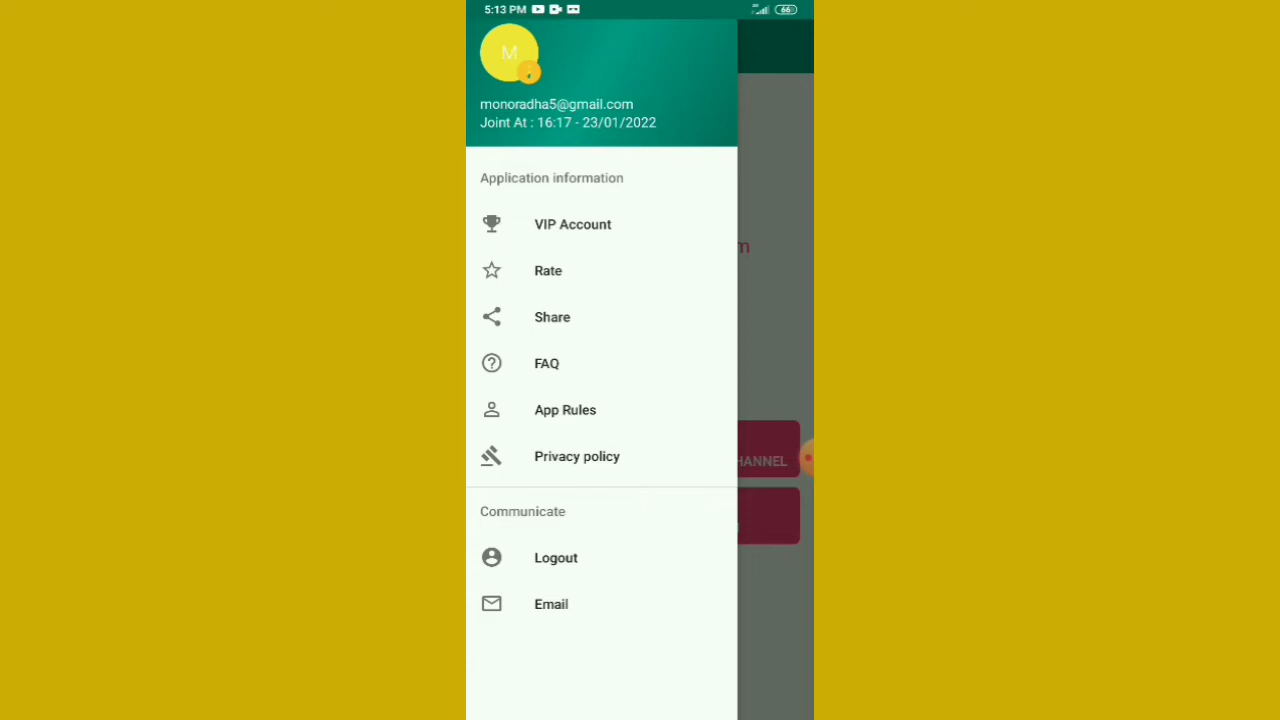 5:13 PM
66
M
monoradha5@gmail.com
Joint At : 16:17 - 23/01/2022
Application information
VIP Account
Rate
Share
FAQ
App Rules
HANNEL
Privacy policy
Communicate
Logout
Email